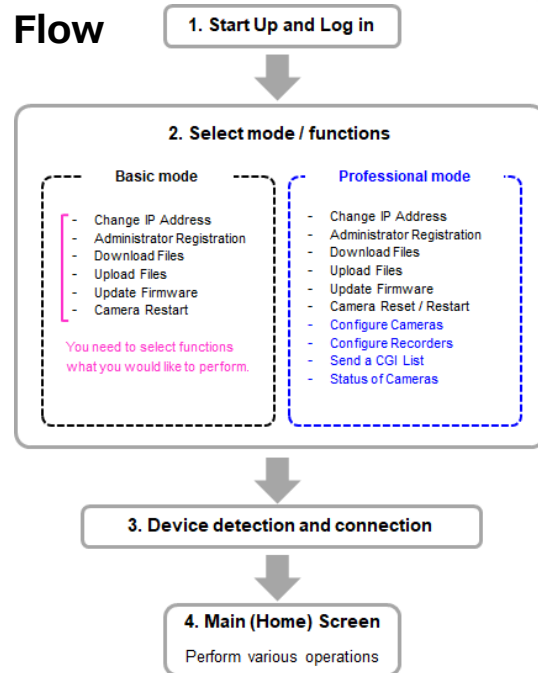 Flow
1. Start Up and Log in
2. Select mode / functions
Basic mode
- Change IP Address
- Administrator Registration
- Download Files
- Upload Files
- Update Firmware
- Camera Restart
You need to select functions
what you would like to perform.
Professional mode
- Change IP Address
- Administrator Registration
- Download Files
- Upload Files
- Update Firmware
- Camera Reset / Restart
- Configure Cameras
- Configure Recorders
- Send a CGI List
- Status of Cameras
3. Device detection and connection
4. Main (Home) Screen
Perform various operations